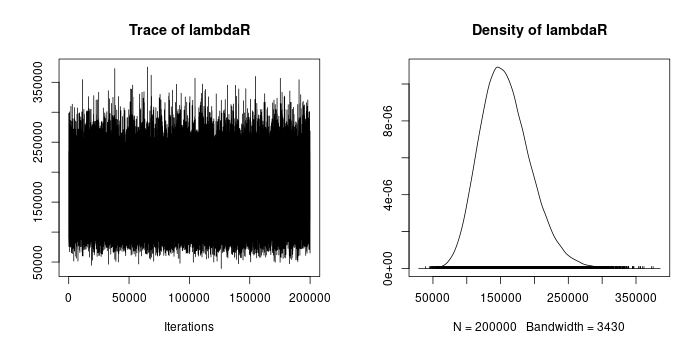 Trace of lambdaR
350000
250000
150000
50000
0
50000
100000
150000
200000
Iterations
Density of lambdaR
8e-06
4e-06
0e+00
50000
150000
250000
350000
N = 200000 Bandwidth = 3430